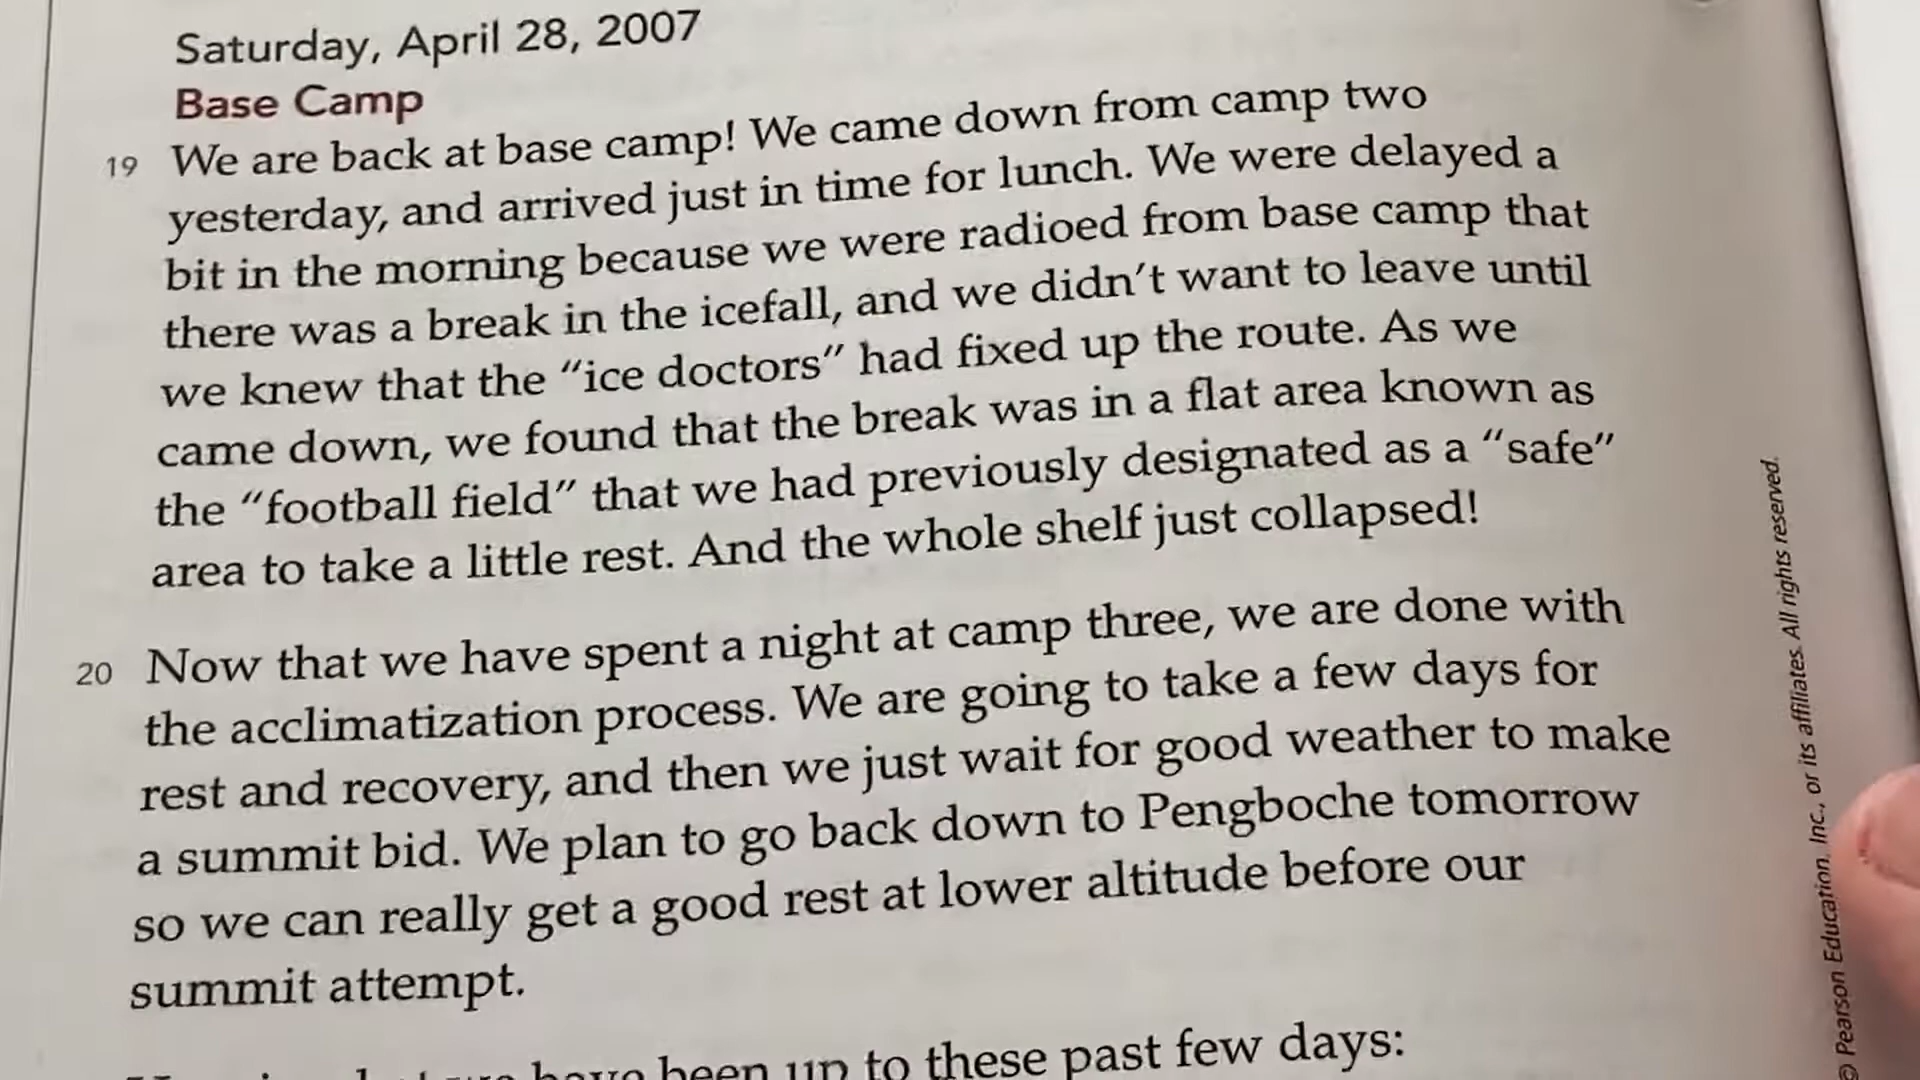 Saturday, April 28, 2007
Base Camp
19 We are back at base camp! We came down from camp two
yesterday, and arrived just in time for lunch. We were delayed a
bit in the morning because we were radioed from base camp that
there was a break in the icefall, and we didn't want to leave until
we knew that the "ice doctors" had fixed up the route. As we
came down, we found that the break was in a flat area known as
the "football field" that we had previously designated as a "safe"
area to take a little rest. And the whole shelf just collapsed!
20 Now that we have spent a night at camp three, we are done with
the acclimatization process. We are going to take a few days for
rest and recovery, and then we just wait for good weather to make
a summit bid. We plan to go back down to Pengboche tomorrow
so we can really get a good rest at lower altitude before our
summit attempt.
have been up to these past few days:
© Pearson Education, Inc., or its affiliates. All rights reserved.